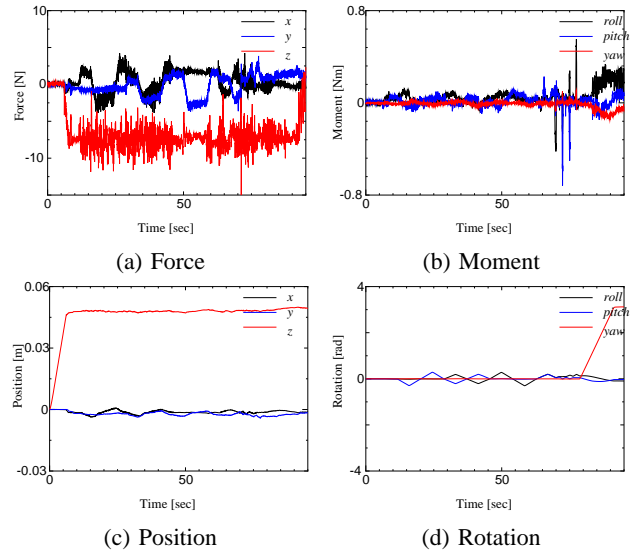 10
x
y
z
0
-10
Force [N]
0
50
Time [sec]
(a) Force
0.8
roll
pitch
yaw
0
-0.8
Moment [Nm]
0
50
Time [sec]
(b) Moment
0.06
x
y
z
0.03
0
-0.03
Position [m]
0
50
Time [sec]
(c) Position
4
roll
pitch
yaw
0
-4
Rotation [rad]
0
50
Time [sec]
(d) Rotation